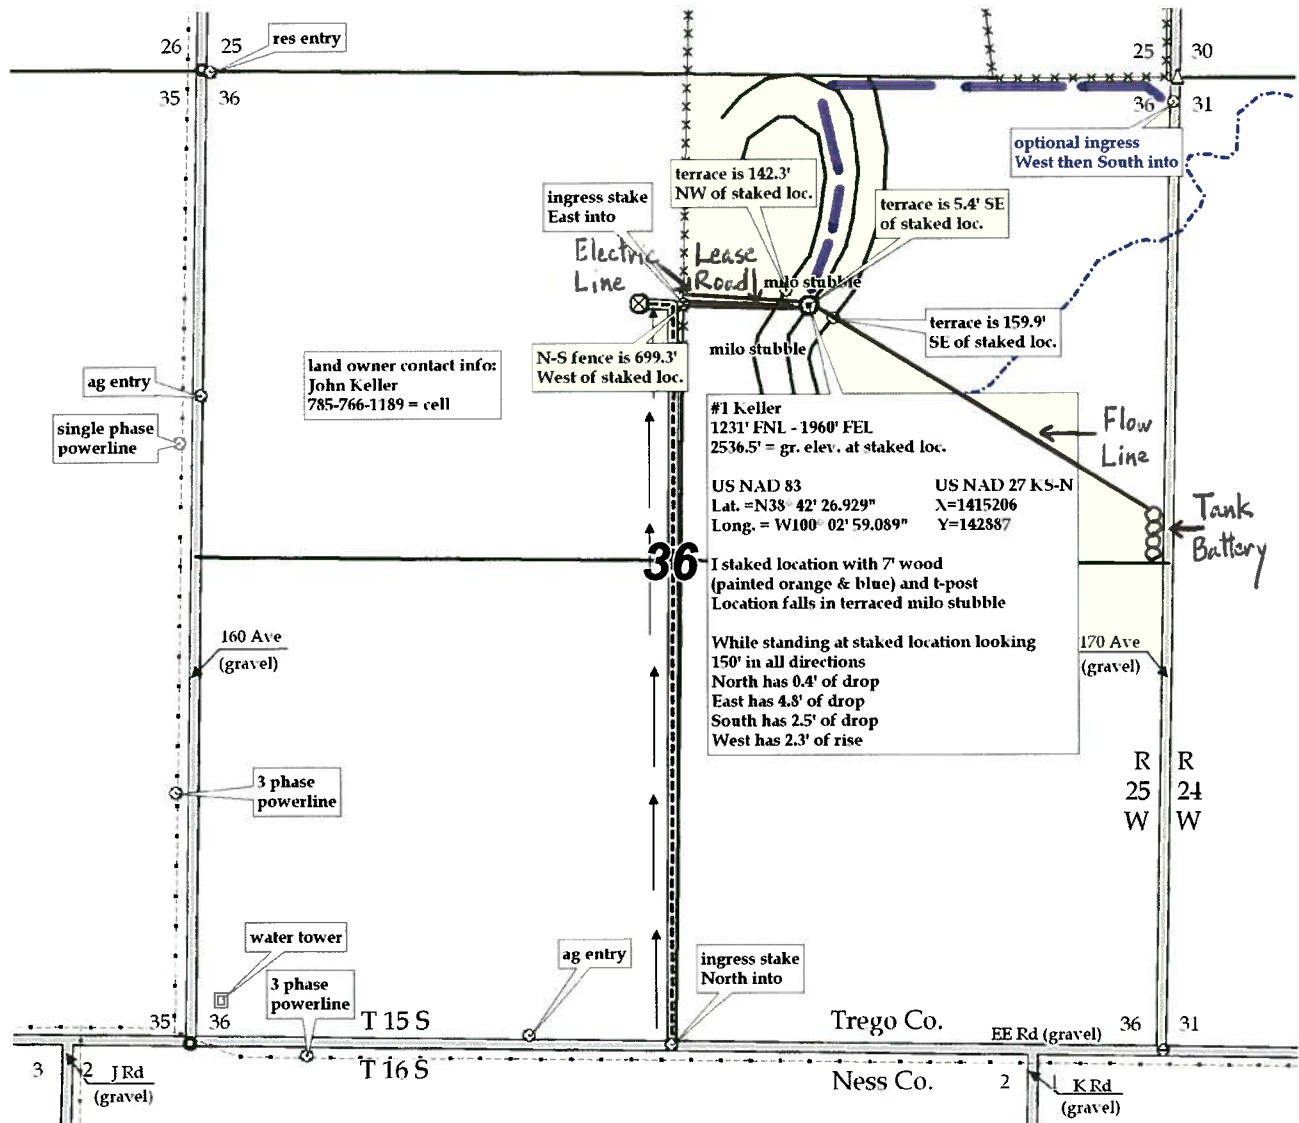 26
25
res entry
35
36
25
30
36
31
optional ingress
West then South into
terrace is 142.3'
NW of staked loc.
ingress stake
East into
terrace is 5.4' SE
of staked loc.
Electric
Line
Lease
Road
milo stubble
terrace is 159.9'
SE of staked loc.
milo stubble
N-S fence is 699.3'
West of staked loc.
land owner contact info:
John Keller
785-766-1189 = cell
ag entry
single phase
powerline
#1 Keller
1231' FNL - 1960' FEL
2536.5' = gr. elev. at staked loc.
US NAD 83
US NAD 27 KS-N
Lat. =N38° 42' 26.929"
X=1415206
Long. = W100° 02' 59.089"
Y=142887
Flow
Line
Tank
Battery
36
I staked location with 7' wood
(painted orange & blue) and t-post
Location falls in terraced milo stubble
While standing at staked location looking
150' in all directions
North has 0.4' of drop
East has 4.8' of drop
South has 2.5' of drop
West has 2.3' of rise
160 Ave
(gravel)
170 Ave
(gravel)
R R
25 24
W W
3 phase
powerline
water tower
3 phase
powerline
ag entry
ingress stake
North into
35
36
T 15 S
Trego Co.
EE Rd (gravel)
36
31
T 16 S
Ness Co.
3
2
J Rd
(gravel)
2
1
K Rd
(gravel)